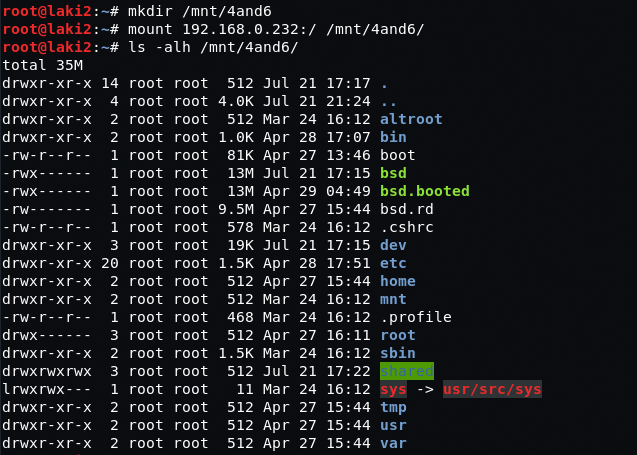 root@laki2:~# mkdir /mnt/4and6
root@laki2:~# mount 192.168.0.232:/ /mnt/4and6/
root@laki2:~# ls -alh /mnt/4and6/
total 35M
drwxr-xr-x 14 root root  512 Jul 21 17:17 .
drwxr-xr-x  4 root root 4.0K Jul 21 21:24 ..
drwxr-xr-x  2 root root  512 Mar 24 16:12 altroot
drwxr-xr-x  2 root root 1.0K Apr 28 17:07 bin
-rw-r--r--  1 root root  81K Apr 27 13:46 boot
-rwx------  1 root root  13M Jul 21 17:15 bsd
-rwx------  1 root root  13M Apr 29 04:49 bsd.booted
-rw-------  1 root root 9.5M Apr 27 15:44 bsd.rd
-rw-r--r--  1 root root  578 Mar 24 16:12 .cshrc
drwxr-xr-x  3 root root  19K Jul 21 17:15 dev
drwxr-xr-x 20 root root 1.5K Apr 28 17:51 etc
drwxr-xr-x  2 root root  512 Apr 27 15:44 home
drwxr-xr-x  2 root root  512 Mar 24 16:12 mnt
-rw-r--r--  1 root root  468 Mar 24 16:12 .profile
drwx------  3 root root  512 Apr 27 16:11 root
drwxr-xr-x  2 root root 1.5K Mar 24 16:12 sbin
drwxrwxrwx  3 root root  512 Jul 21 17:22 shared
lrwxrwx---  1 root root   11 Mar 24 16:12 sys -> usr/src/sys
drwxr-xr-x  2 root root  512 Apr 27 15:44 tmp
drwxr-xr-x  2 root root  512 Apr 27 15:44 usr
drwxr-xr-x  2 root root  512 Apr 27 15:44 var